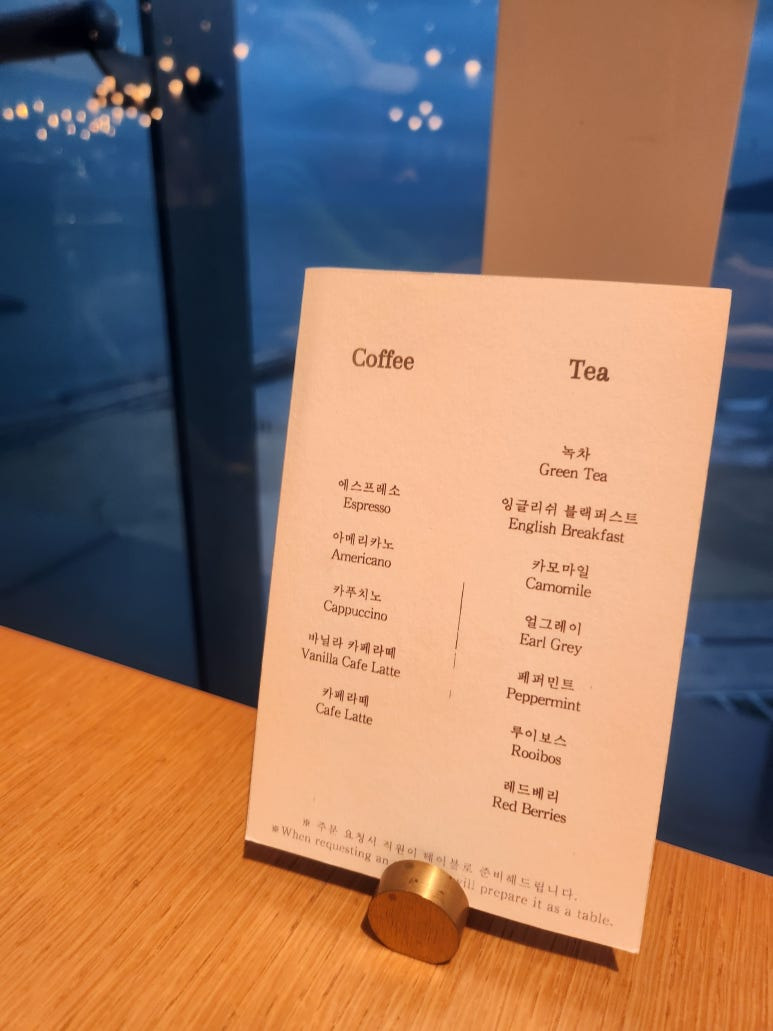 Coffee
에스프레소
Espresso
아메리카노
Americano
카푸치노
Cappuccino
바닐라 카페라떼
Vanilla Cafe Latte
카페라떼
Cafe Latte
Tea
녹차
Green Tea
잉글리쉬 블랙퍼스트
English Breakfast
카모마일
Camomile
얼그레이
Earl Grey
페퍼민트
Peppermint
루이보스
Rooibos
레드베리
Red Berries
※ 주문 요청시 직원이 테이블로 준비해드립니다.
※When requesting an will prepare it as a table.